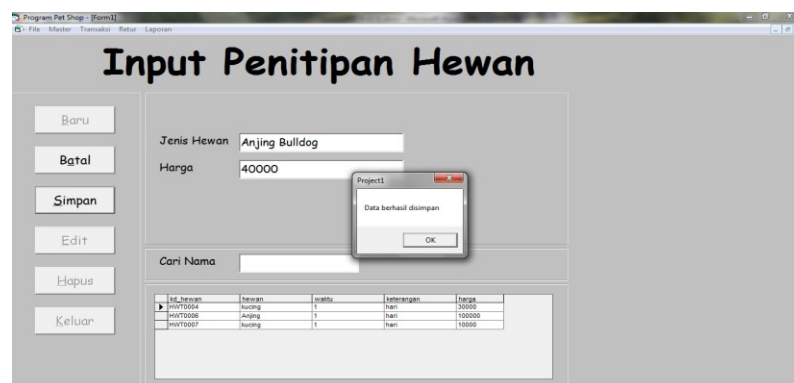 Program Pet Shop - [Form1]
File Master Transaksi Retur Laporan
Input Penitipan Hewan
Baru
Batal
Simpan
Edit
Hapus
Keluar
Jenis Hewan Anjing Bulldog
Harga 40000
Project1
Data berhasil disimpan
OK
Cari Nama
kd_hewan hewan waktu keterangan harga
HWT0004 kucing 1 hari 30000
HWT0006 Anjing 1 hari 100000
HWT0007 kucing 1 hari 10000